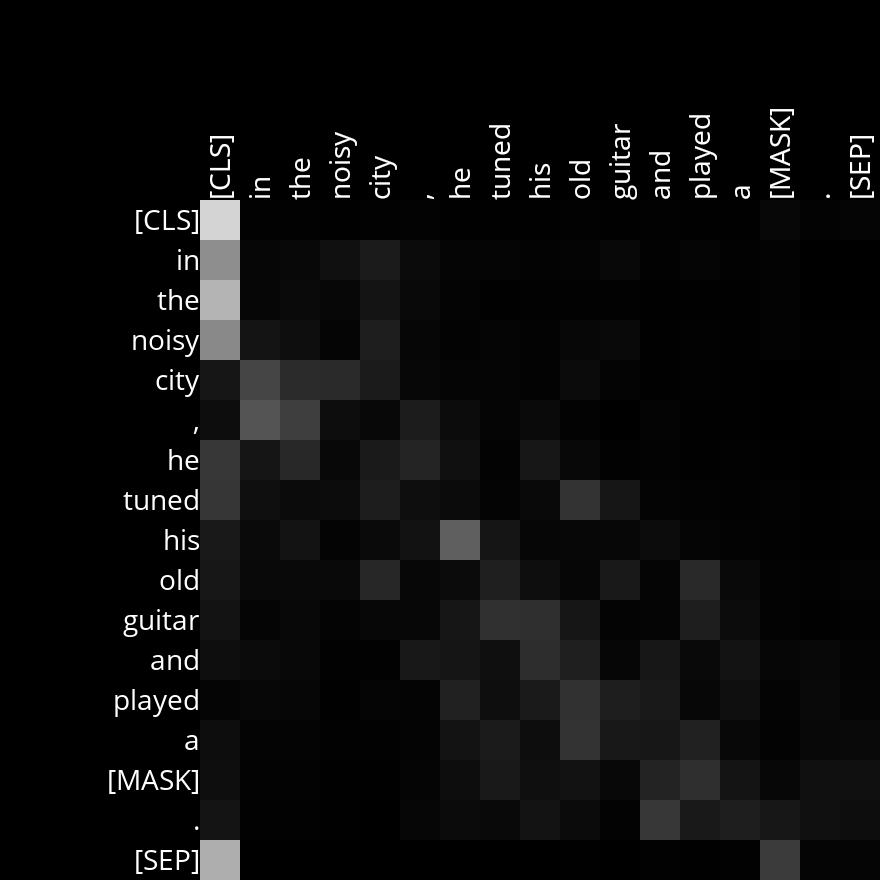 [CLS] in the noisy city , he tuned his old guitar and played a [MASK] . [SEP]
[CLS]
in
the
noisy
city
,
he
tuned
his
old
guitar
and
played
a
[MASK]
.
[SEP]